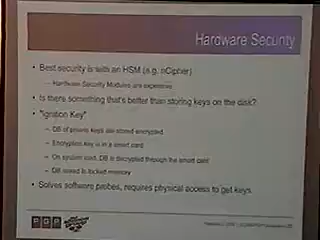 Hardware Security
• Best security is with an HSM (e.g. nCipher)
– Hardware Security Modules are expensive
• Is there something that's better than storing keys on the disk?
• "Ignition Key"
– DB of private keys are stored encrypted
– Encryption key is in a smart card
– On system start, DB is decrypted through the smart card
– DB stored in locked memory
• Solves software probes, requires physical access to get keys
PGP